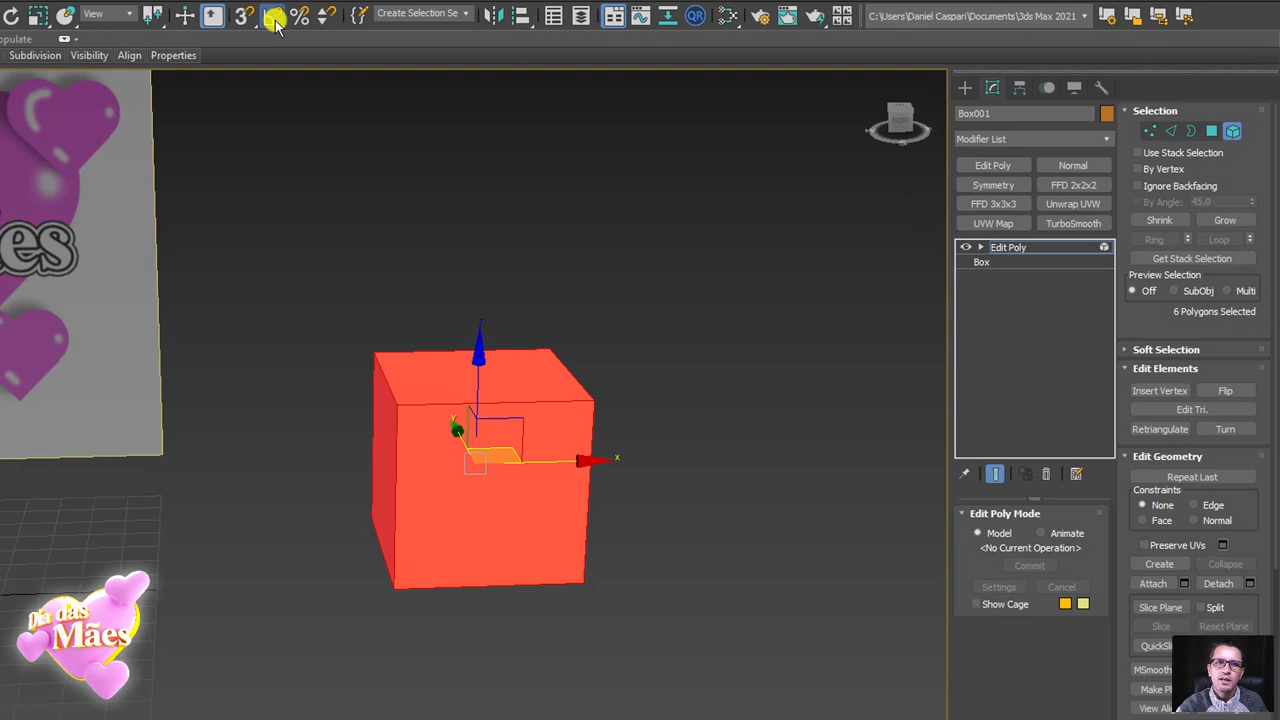 View
3
Create Selection Se
QR
C:\Users\Daniel Caspari\Documents\3ds Max 2021
opulate
Subdivision Visibility Align Properties
es
FRONT
z
y
x
Dia das
Mães
Box001
Modifier List
Edit Poly Normal
Symmetry FFD 2x2x2
FFD 3x3x3 Unwrap UVW
UVW Map TurboSmooth
Edit Poly
Box
Edit Poly Mode
Model Animate
<No Current Operation>
Commit
Settings Cancel
Show Cage
Selection
Use Stack Selection
By Vertex
Ignore Backfacing
By Angle: 45,0
Shrink Grow
Ring Loop
Get Stack Selection
Preview Selection
Off SubObj Multi
6 Polygons Selected
Soft Selection
Edit Elements
Insert Vertex Flip
Edit Tri.
Retriangulate Turn
Edit Geometry
Repeat Last
Constraints
None Edge
Face Normal
Preserve UVs
Create Collapse
Attach Detach
Slice Plane Split
Slice Reset Plane
QuickSli
MSmooth
Make Pl
View Ali